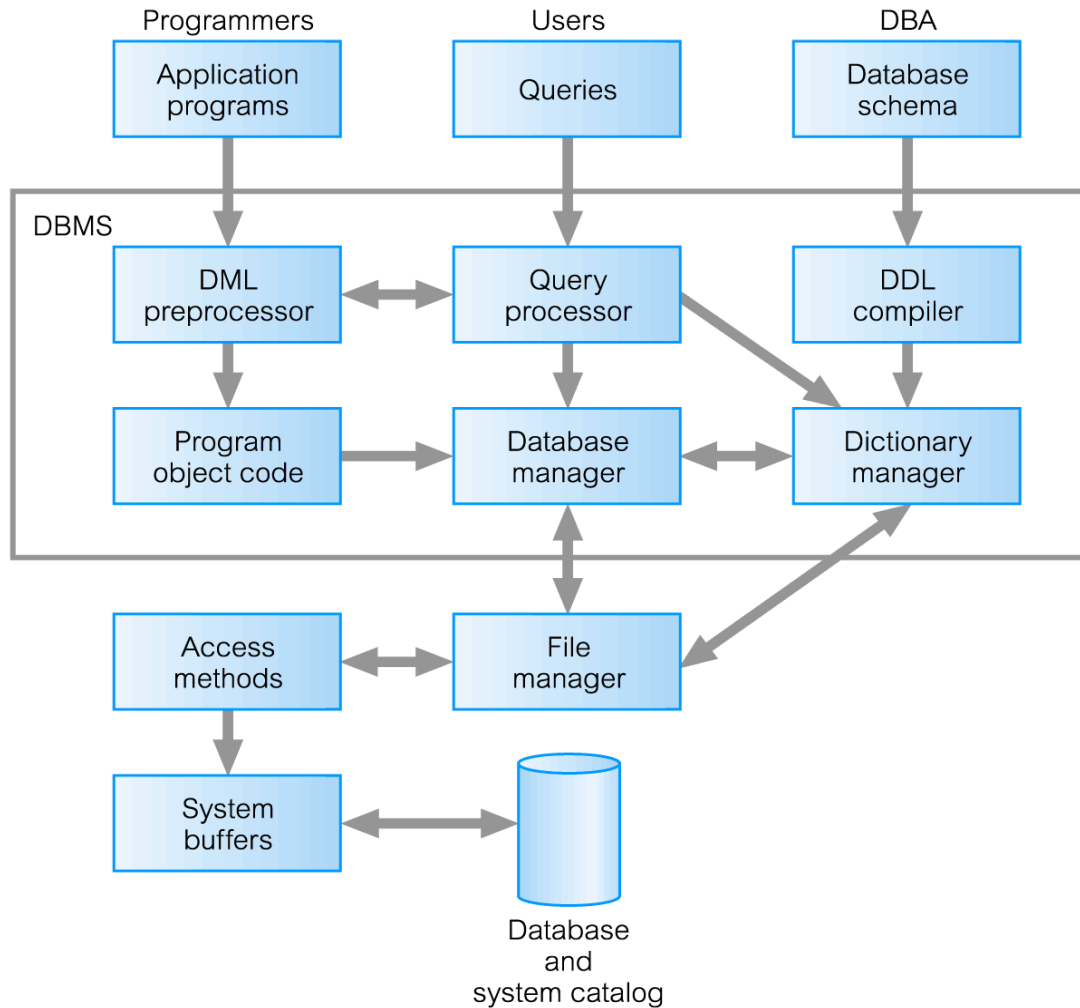 Programmers
Users
DBA
Application
programs
Queries
Database
schema
DBMS
DML
preprocessor
Query
processor
DDL
compiler
Program
object code
Database
manager
Dictionary
manager
Access
methods
File
manager
System
buffers
Database
and
system catalog